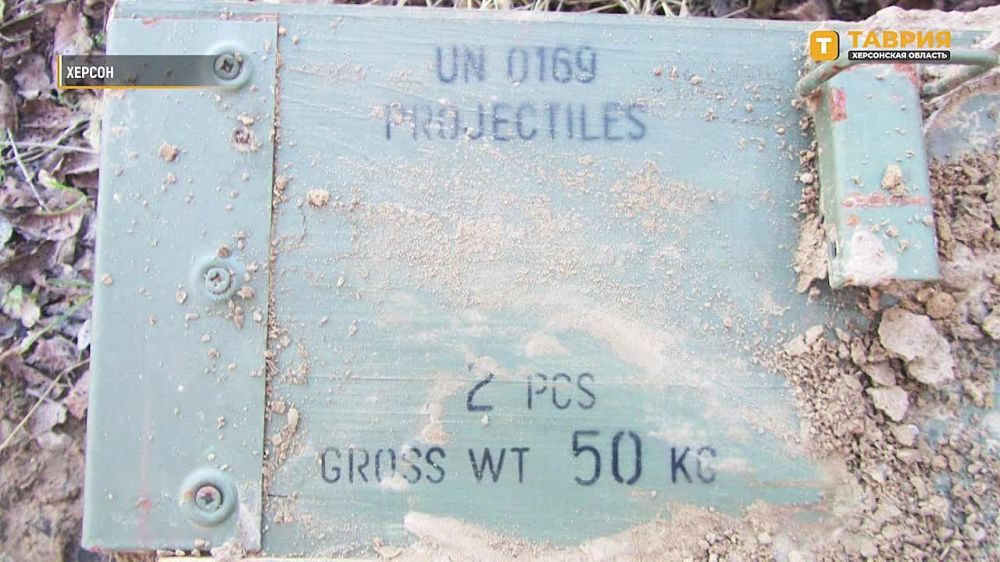 ХЕРСОН
ТАВРИЯ
ХЕРСОНСКАЯ ОБЛАСТЬ
UN 0169
PROJECTILES
2 PCS
GROSS WT 50 KG